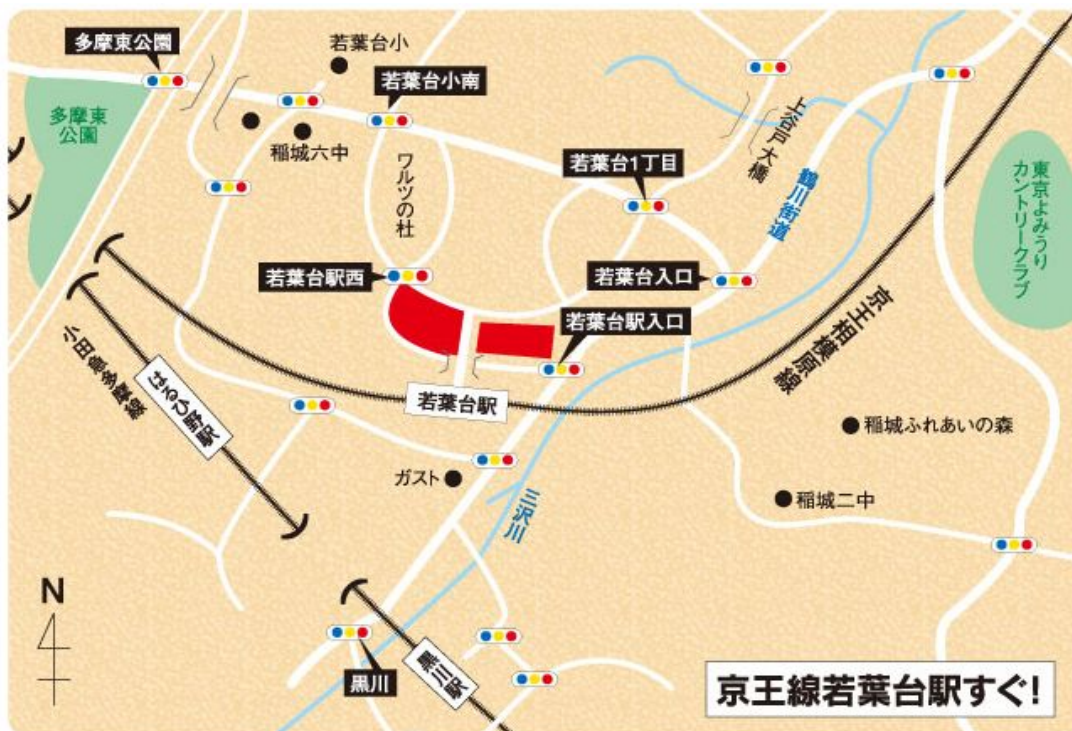 多摩東公園
若葉台小
若葉台小南
多摩東
公園
稲城六中
ワルツの杜
若葉台1丁目
上谷戸大橋
鶴川街道
東京よみうり
カントリークラブ
若葉台駅西
若葉台入口
若葉台駅入口
京王相模原線
小田急多摩線
はるひ野駅
若葉台駅
稲城ふれあいの森
ガスト
三沢川
稲城二中
N
黒川
黒川駅
京王線若葉台駅すぐ!